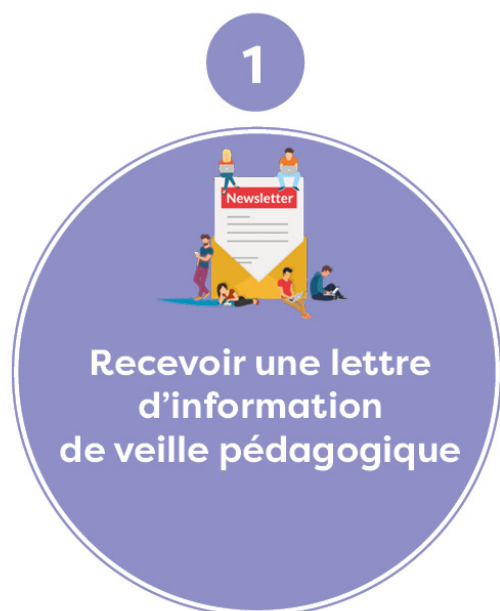 1
Newsletter
Recevoir une lettre
d’information
de veille pédagogique